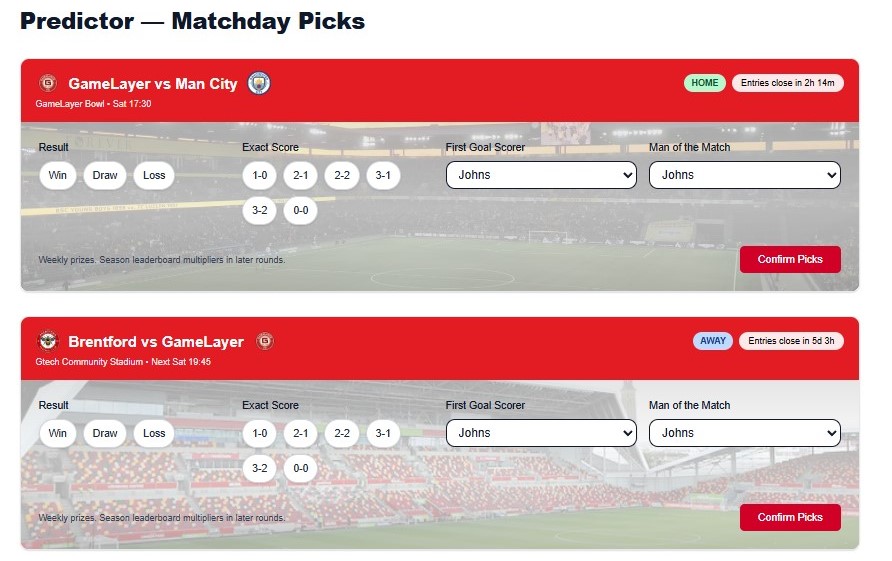 Predictor — Matchday Picks
GameLayer vs Man City
HOME
Entries close in 2h 14m
GameLayer Bowl • Sat 17:30
Result
Exact Score
First Goal Scorer
Man of the Match
Win Draw Loss
1-0 2-1 2-2 3-1
Johns
Johns
3-2 0-0
Weekly prizes. Season leaderboard multipliers in later rounds.
Confirm Picks
Brentford vs GameLayer
AWAY
Entries close in 5d 3h
Gtech Community Stadium • Next Sat 19:45
Result
Exact Score
First Goal Scorer
Man of the Match
Win Draw Loss
1-0 2-1 2-2 3-1
Johns
Johns
3-2 0-0
Weekly prizes. Season leaderboard multipliers in later rounds.
Confirm Picks